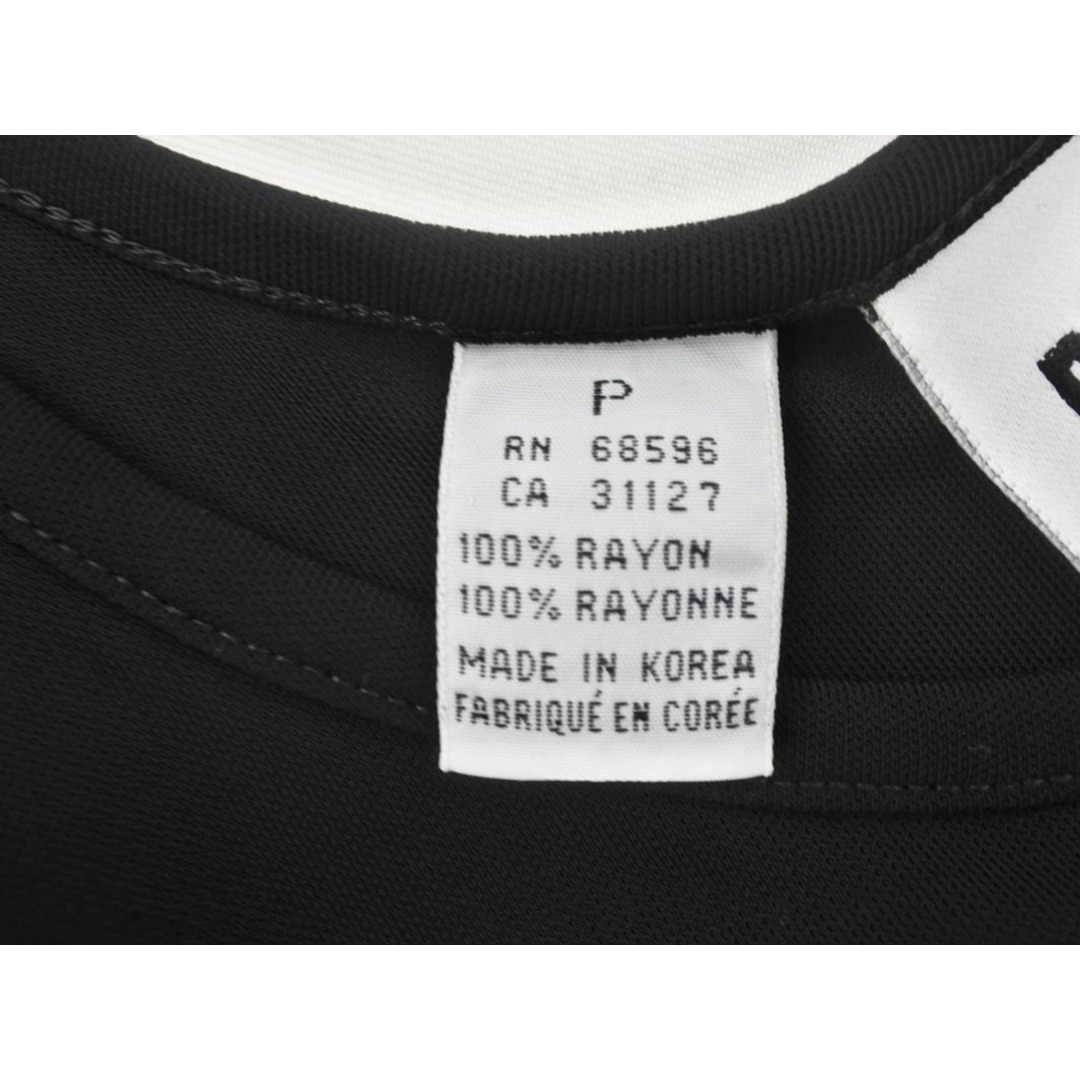 P
RN 68596
CA 31127
100% RAYON
100% RAYONNE
MADE IN KOREA
FABRIQUÉ EN CORÉE